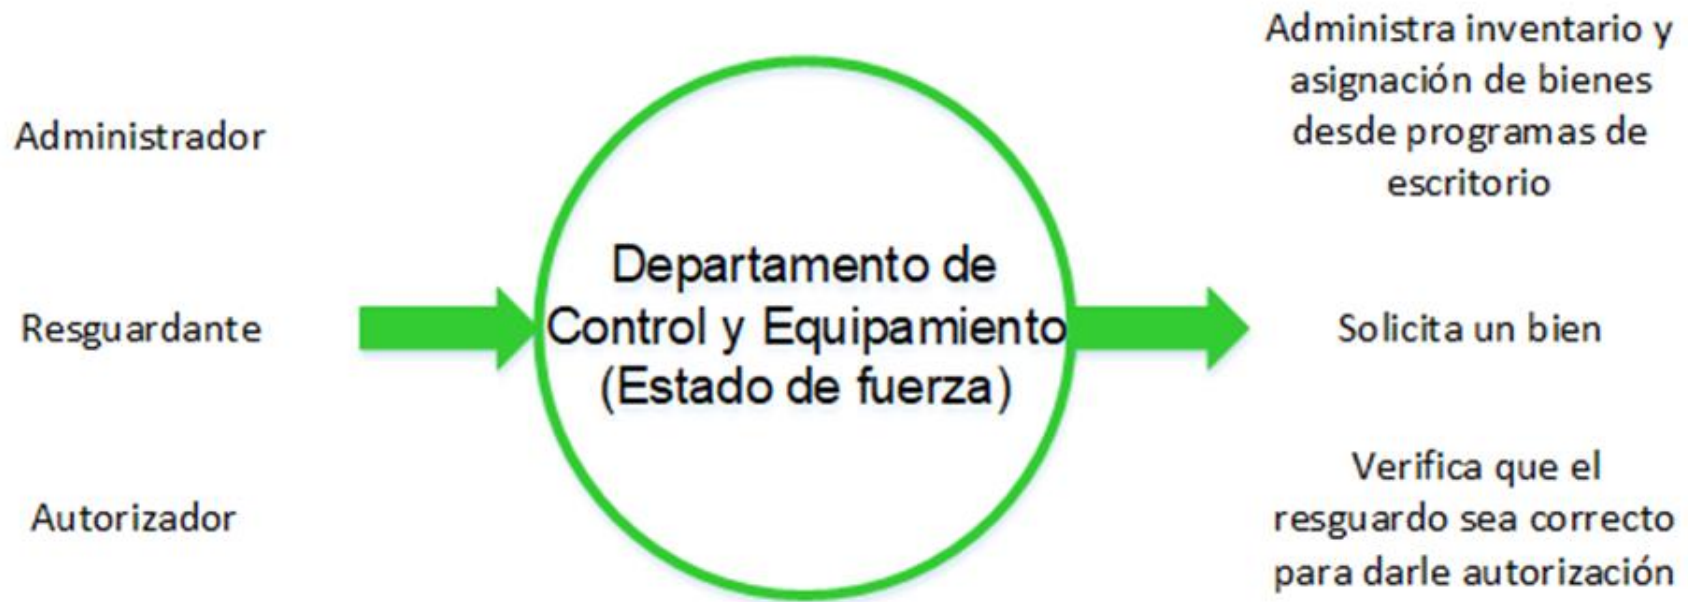 Administrador
Resguardante
Autorizador
Departamento de
Control y Equipamiento
(Estado de fuerza)
Administra inventario y
asignación de bienes
desde programas de
escritorio
Solicita un bien
Verifica que el
resguardo sea correcto
para darle autorización